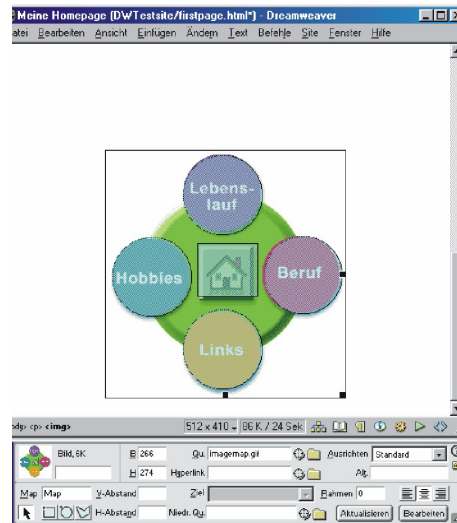 Meine Homepage (DWTestsite/firstpage.html*) - Dreamweaver
atei Bearbeiten Ansicht Einfügen Ändern Text Befehle Site Fenster Hilfe
Lebens-
lauf
Hobbies
Beruf
Links
<p> <img> 512 x 410 86 K / 24 Sek
Bild, 6K B 266 Qu. imagemap.gif Ausrichten Standard
H 274 Hyperlink Alt.
Map Map V-Abstand Ziel Rahmen 0
H-Abstand Niedr. Qu. Aktualisieren Bearbeiten